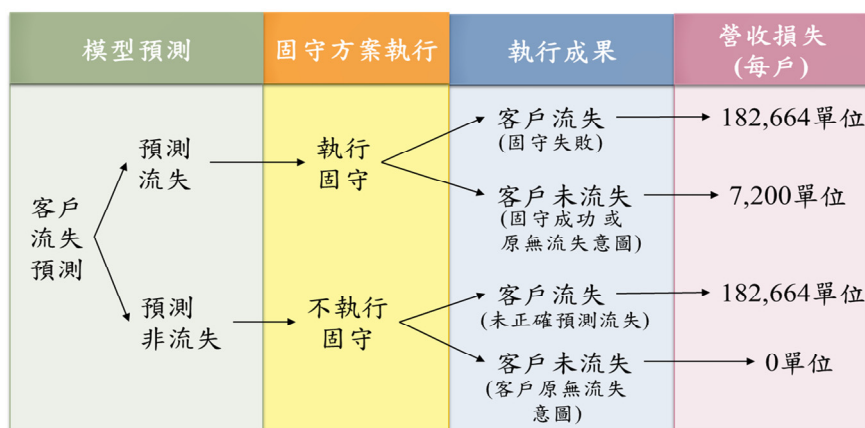 模型預測
固守方案執行
執行成果
營收損失
(每戶)
客戶
流失
預測
預測
流失
執行
固守
客戶流失
(固守失敗)
182,664單位
客戶未流失
(固守成功 或
原無流失意圖)
7,200單位
預測
非流失
不執行
固守
客戶流失
(未正確預測流失)
182,664單位
客戶未流失
(客戶原無流失
意圖)
0單位